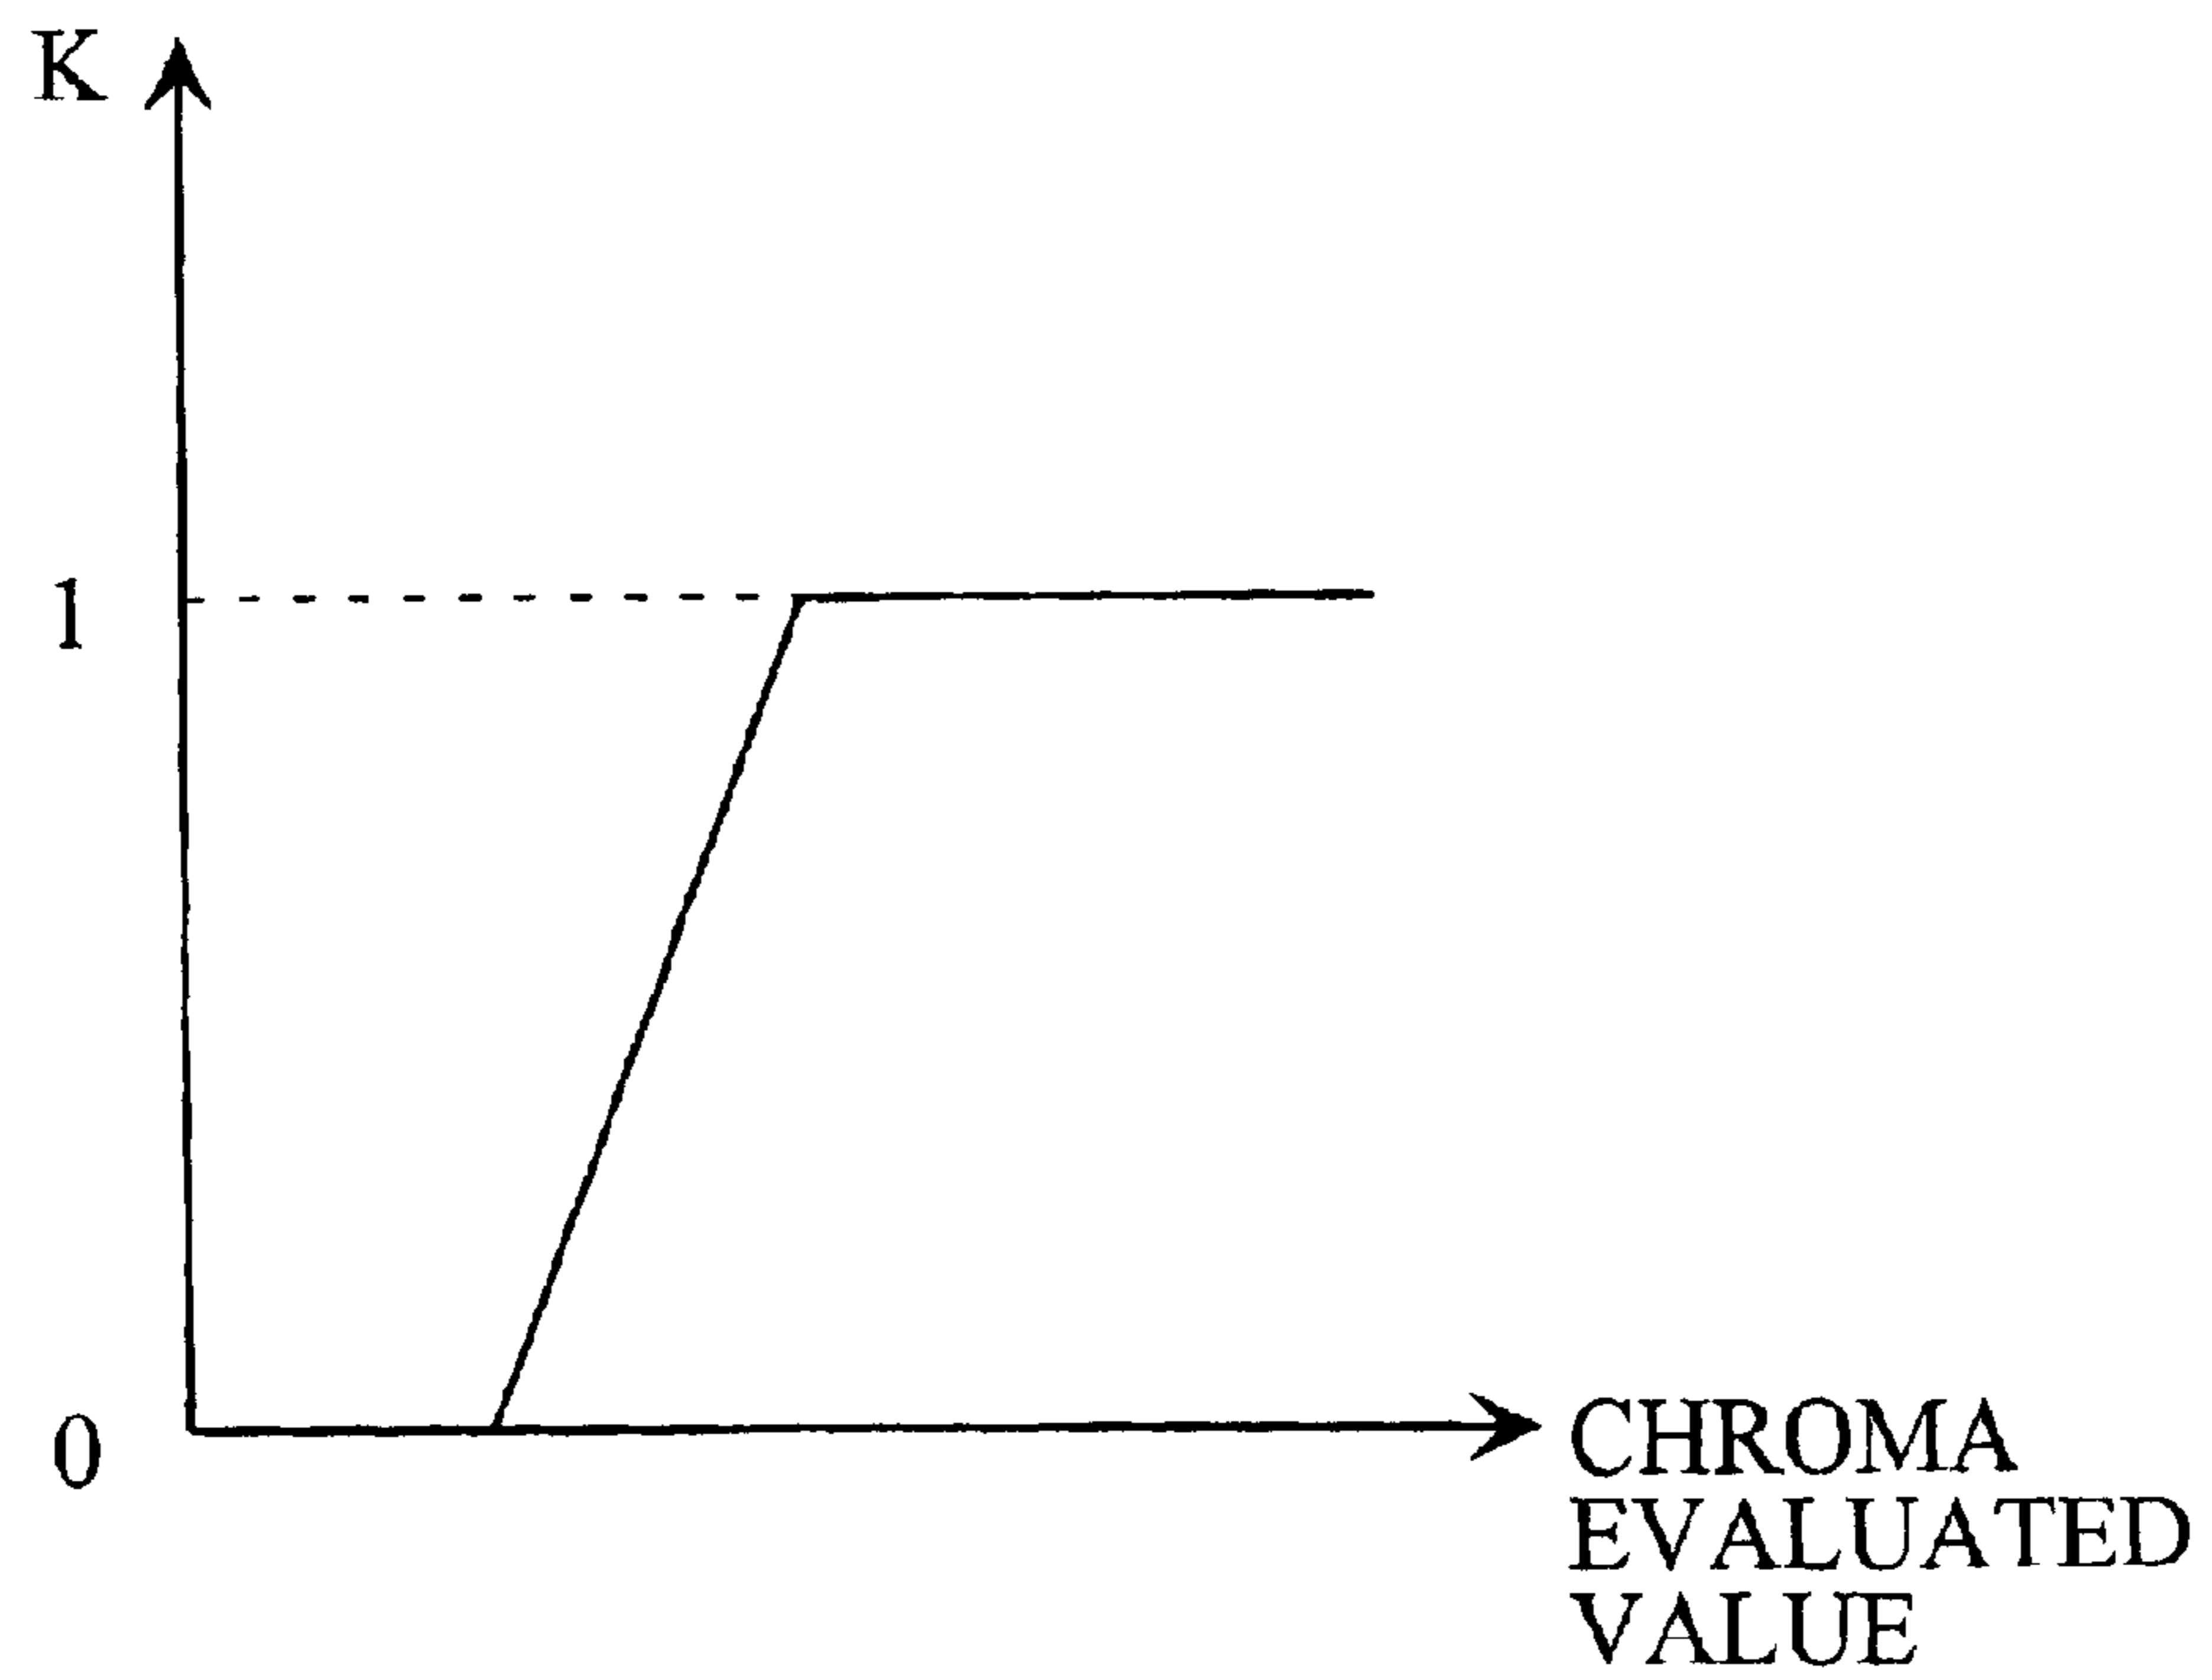 K
1
0
CHROMA
EVALUATED
VALUE